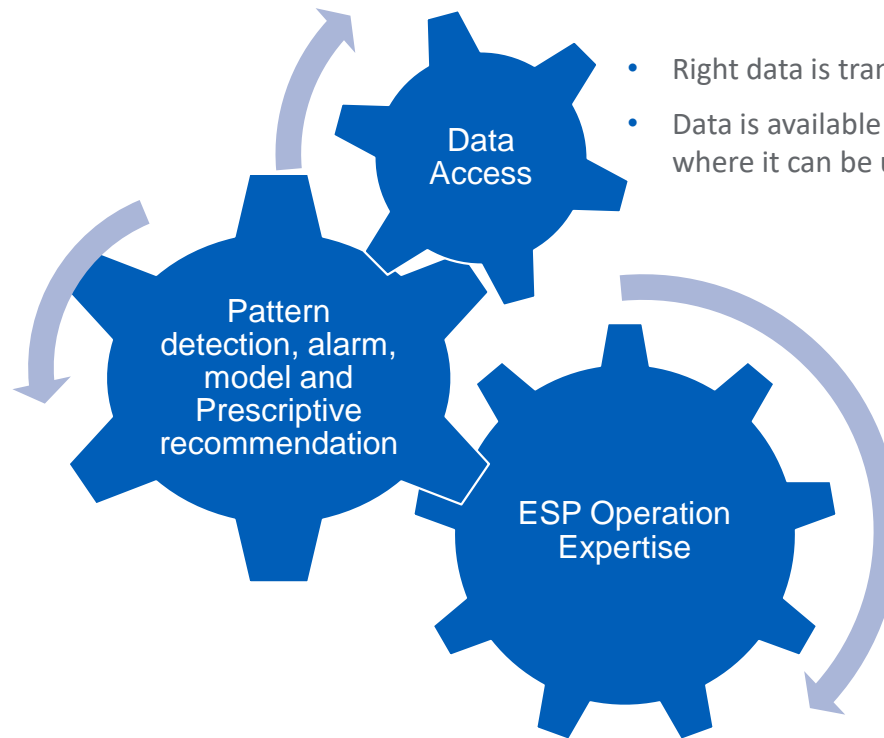 • Right data is
Data
Access
• Data is available
where it can be
Pattern
detection, alarm,
model and
Prescriptive
recommendation
ESP Operation
Expertise